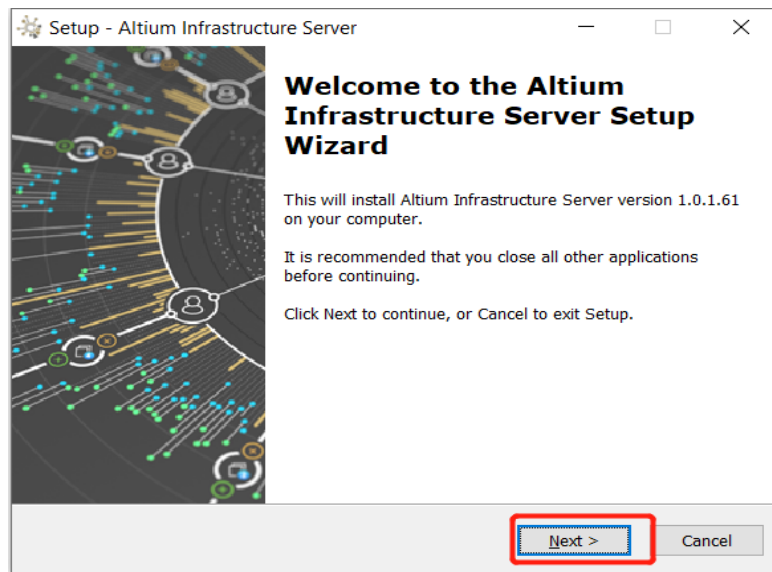 Setup - Altium Infrastructure Server
Welcome to the Altium
Infrastructure Server Setup
Wizard
This will install Altium Infrastructure Server version 1.0.1.61
on your computer.
It is recommended that you close all other applications
before continuing.
Click Next to continue, or Cancel to exit Setup.
Next >
Cancel